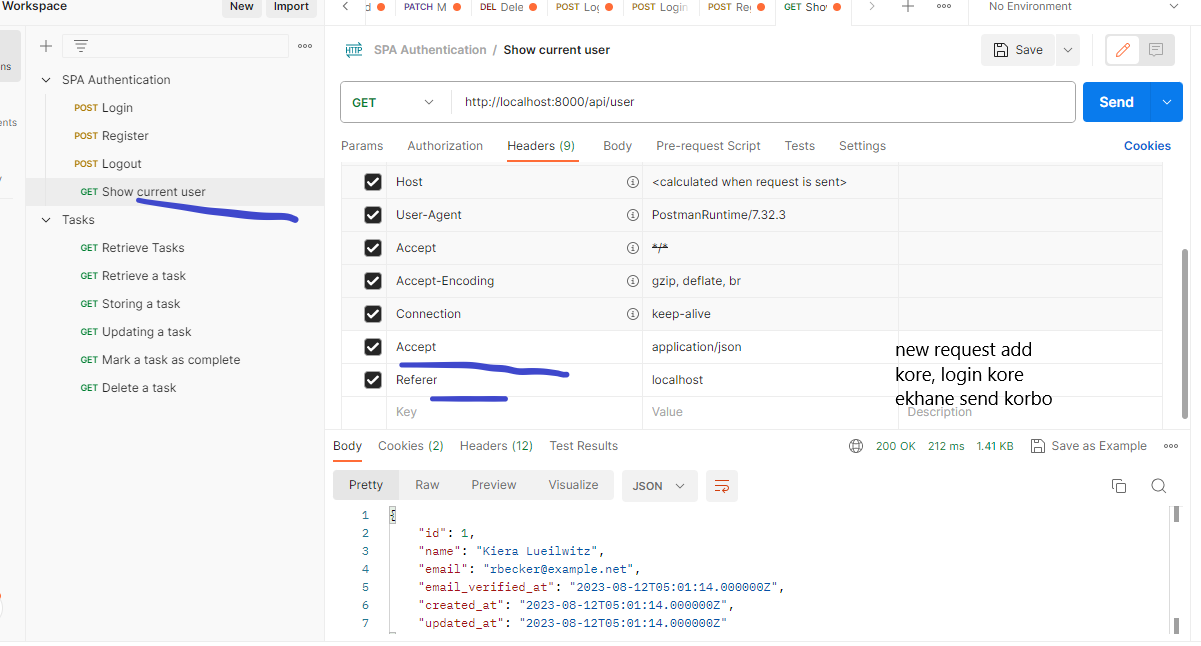 Workspace
New
Import
PATCH M
DEL Dele
POST Log
POST Login
POST Reg
GET Sho
No Environment
SPA Authentication
POST Login
POST Register
POST Logout
GET Show current user
Tasks
GET Retrieve Tasks
GET Retrieve a task
GET Storing a task
GET Updating a task
GET Mark a task as complete
GET Delete a task
HTTP SPA Authentication / Show current user
Save
GET http://localhost:8000/api/user
Send
Params Authorization Headers (9) Body Pre-request Script Tests Settings Cookies
Host <calculated when request is sent>
User-Agent PostmanRuntime/7.32.3
Accept */*
Accept-Encoding gzip, deflate, br
Connection keep-alive
Accept application/json
Referer localhost
Key Value Description
new request add
kore, login kore
ekhane send korbo
Body Cookies (2) Headers (12) Test Results 200 OK 212 ms 1.41 KB Save as Example
Pretty Raw Preview Visualize JSON
1 {
2 "id": 1,
3 "name": "Kiera Lueilwitz",
4 "email": "rbecker@example.net",
5 "email_verified_at": "2023-08-12T05:01:14.000000Z",
6 "created_at": "2023-08-12T05:01:14.000000Z",
7 "updated_at": "2023-08-12T05:01:14.000000Z"